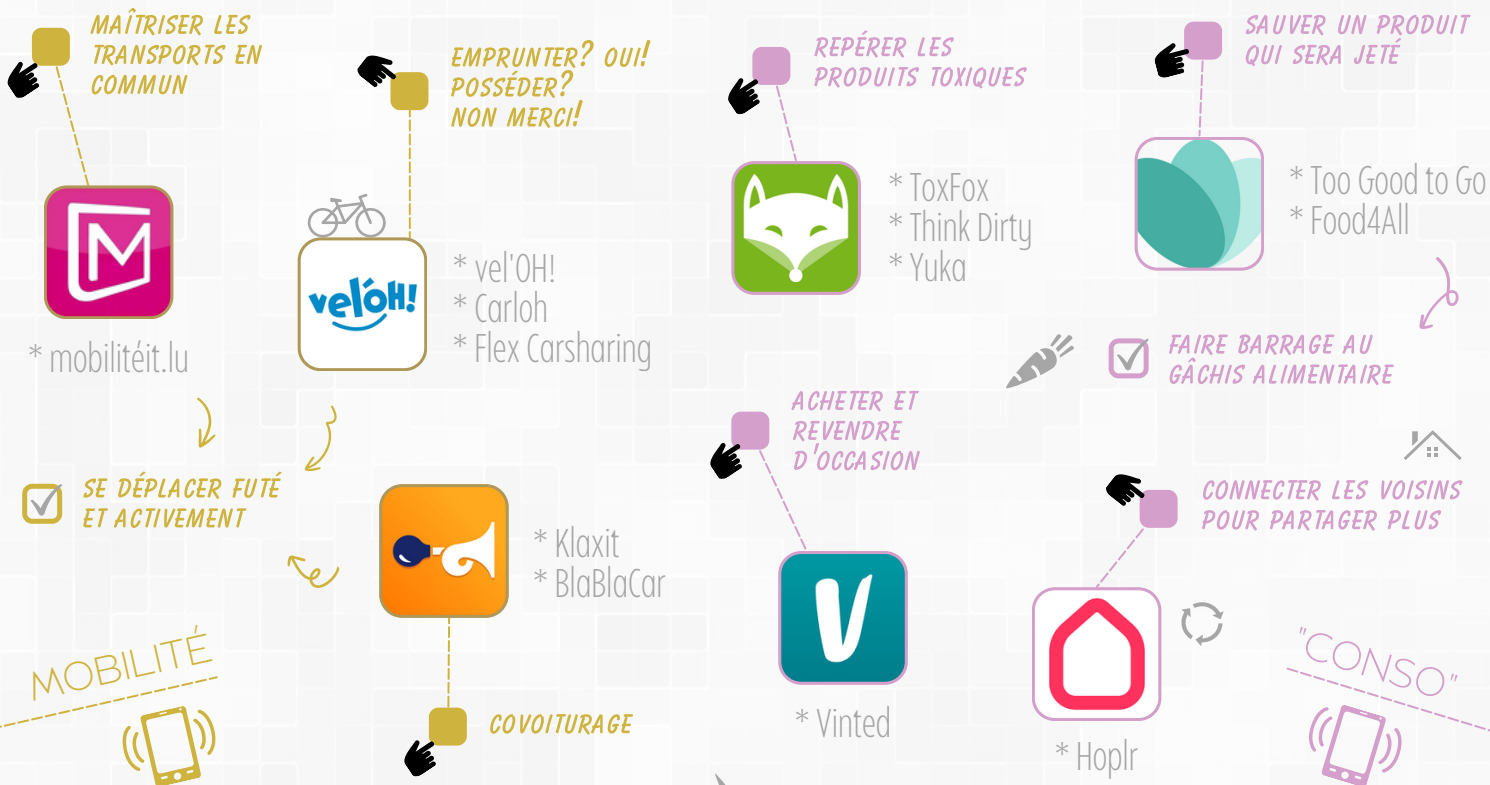 MAÎTRISER LES
TRANSPORTS EN
COMMUN
* mobilitéit.lu
EMPRUNTER? OUI!
POSSÉDER?
NON MERCI!
vel'OH!
* vel'OH!
* Carloh
* Flex Carsharing
SE DÉPLACER FUTÉ
ET ACTIVEMENT
* Klaxit
* BlaBlaCar
COVOITURAGE
MOBILITÉ
REPÉRER LES
PRODUITS TOXIQUES
* ToxFox
* Think Dirty
* Yuka
SAUVER UN PRODUIT
QUI SERA JETÉ
* Too Good to Go
* Food4All
FAIRE BARRAGE AU
GÂCHIS ALIMENTAIRE
ACHETER ET
REVENDRE
D'OCCASION
V
* Vinted
CONNECTER LES VOISINS
POUR PARTAGER PLUS
* Hoplr
"CONSO"
M